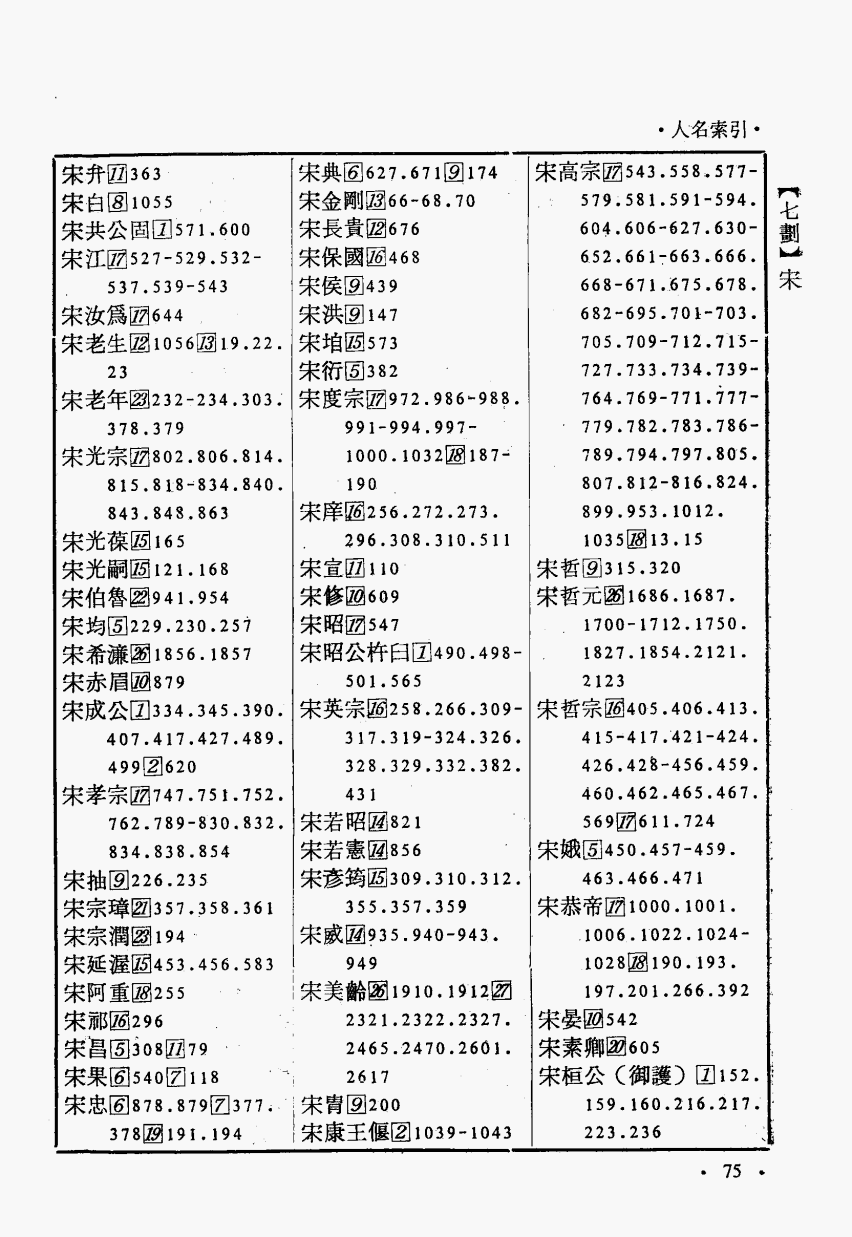 ·人名索引·
宋弁[11]363
宋白[8]1055
宋共公固[1]571.600
宋江[17]527-529.532-
537.539-543
宋汝爲[17]644
宋老生[12]1056[13]19.22.
23
宋老年[23]232-234.303.
378.379
宋光宗[17]802.806.814.
815.818-834.840.
843.848.863
宋光葆[15]165
宋光嗣[15]121.168
宋伯魯[22]941.954
宋均[5]229.230.257
宋希濂[26]1856.1857
宋赤眉[10]879
宋成公[1]334.345.390.
407.417.427.489.
499[2]620
宋孝宗[17]747.751.752.
762.789-830.832.
834.838.854
宋抽[9]226.235
宋宗璋[21]357.358.361
宋宗潤[23]194
宋延渥[15]453.456.583
宋阿重[18]255
宋祁[16]296
宋昌[5]308[11]79
宋果[6]540[7]118
宋忠[6]878.879[7]377.
378[19]191.194
宋典[6]627.671[9]174
宋金剛[13]66-68.70
宋長貴[12]676
宋保國[16]468
宋侯[9]439
宋洪[9]147
宋垍[15]573
宋衍[5]382
宋度宗[17]972.986-988.
991-994.997-
1000.1032[18]187-
190
宋庠[16]256.272.273.
296.308.310.511
宋宣[11]110
宋修[10]609
宋昭[17]547
宋昭公杵臼[1]490.498-
501.565
宋英宗[16]258.266.309-
317.319-324.326.
328.329.332.382.
431
宋若昭[14]821
宋若憲[14]856
宋彥筠[15]309.310.312.
355.357.359
宋威[14]935.940-943.
949
宋美齡[26]1910.1912[27]
2321.2322.2327.
2465.2470.2601.
2617
宋胄[9]200
宋康王偃[2]1039-1043
宋高宗[17]543.558.577-
579.581.591-594.
604.606-627.630-
652.661-663.666.
668-671.675.678.
682-695.701-703.
705.709-712.715-
727.733.734.739-
764.769-771.777-
779.782.783.786-
789.794.797.805.
807.812-816.824.
899.953.1012.
1035[18]13.15
宋哲[9]315.320
宋哲元[26]1686.1687.
1700-1712.1750.
1827.1854.2121.
2123
宋哲宗[16]405.406.413.
415-417.421-424.
426.428-456.459.
460.462.465.467.
569[17]611.724
宋娥[5]450.457-459.
463.466.471
宋恭帝[17]1000.1001.
1006.1022.1024-
1028[18]190.193.
197.201.266.392
宋晏[10]542
宋素卿[20]605
宋桓公（御護）[1]152.
159.160.216.217.
223.236
【七劃】宋
· 75 ·